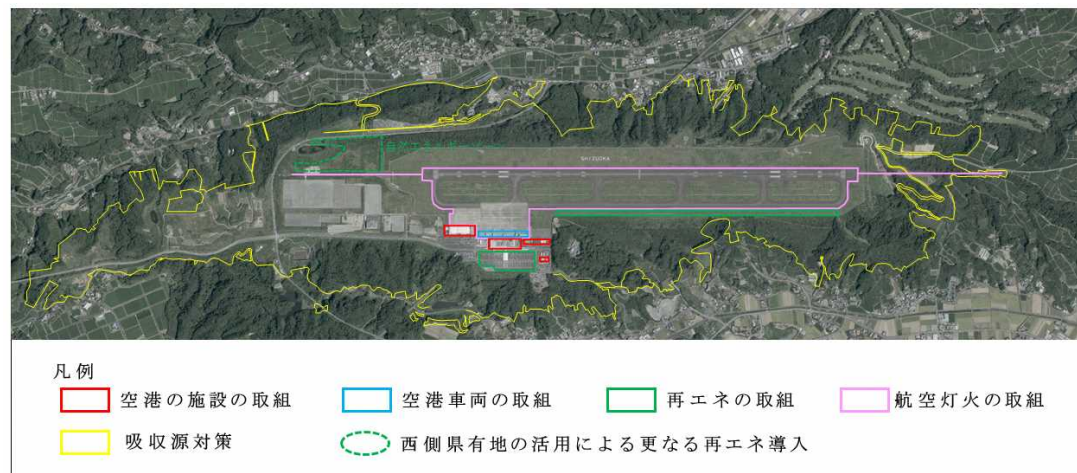 SHIZUOKA
凡例
空港の施設の取組
空港車両の取組
再エネの取組
航空灯火の取組
吸収源対策
西側県有地の活用による更なる再エネ導入